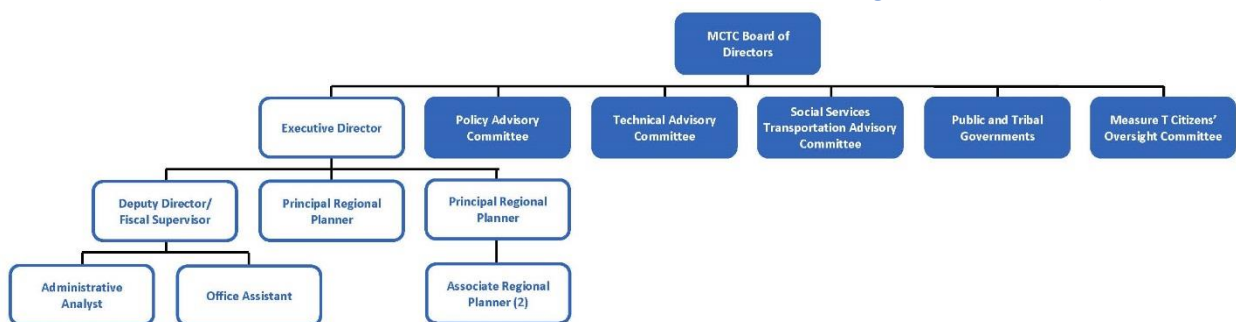 MCTC Board of
Directors
Executive Director
Policy Advisory
Committee
Technical Advisory
Committee
Social Services
Transportation Advisory
Committee
Public and Tribal
Governments
Measure T Citizens'
Oversight Committee
Deputy Director/
Fiscal Supervisor
Principal Regional
Planner
Principal Regional
Planner
Administrative
Analyst
Office Assistant
Associate Regional
Planner (2)